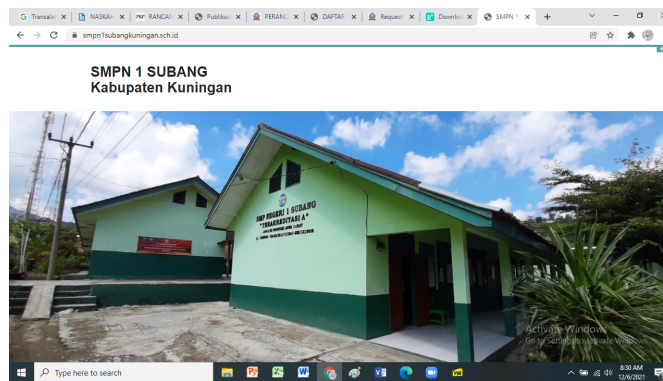 Translate
NASKAH
RANCAN
Publikas
PERANC
DAFTAR
Request
Downloa
SMPN 1
smpn1subangkuningan.sch.id
SMPN 1 SUBANG
Kabupaten Kuningan
SMP NEGERI 1 SUBANG
"TERAKREDITASI A"
Activate Windows
Go to Settings to activate Windows.
Type here to search
8:30 AM
12/6/2021